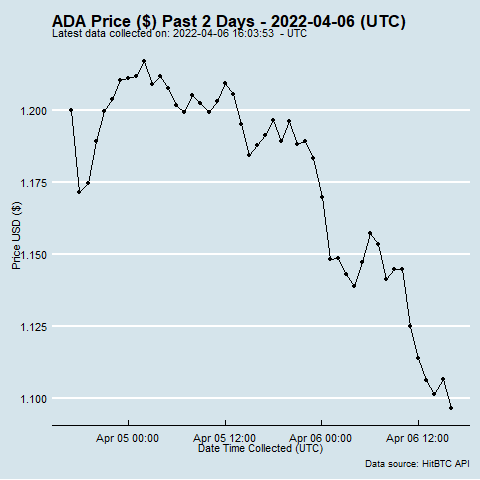 ADA Price ($) Past 2 Days - 2022-04-06 (UTC)
Latest data collected on: 2022-04-06 16:03:53 - UTC
Price USD ($)
1.200
1.175
1.150
1.125
1.100
Apr 05 00:00 Apr 05 12:00 Apr 06 00:00 Apr 06 12:00
Date Time Collected (UTC)
Data source: HitBTC API